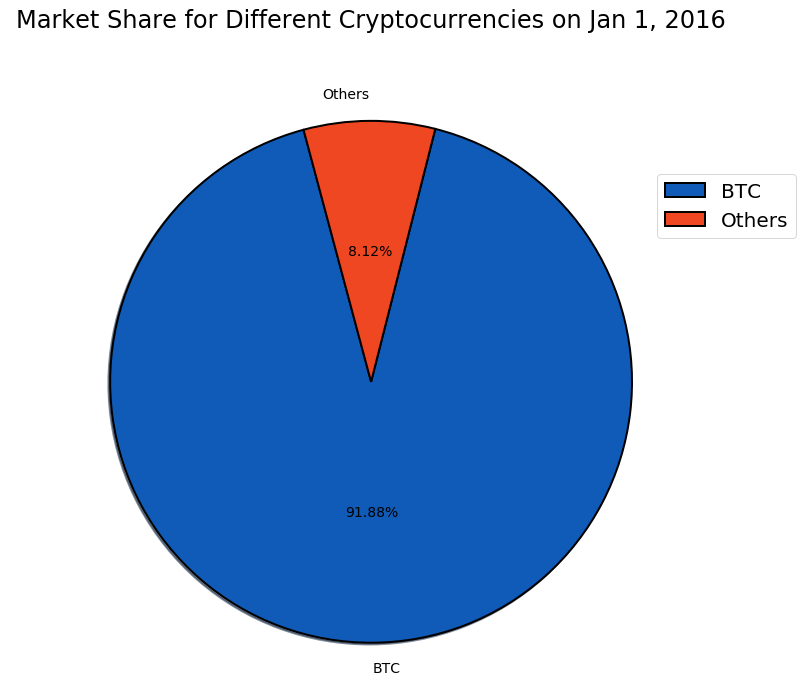 Market Share for Different Cryptocurrencies on Jan 1, 2016
Others
BTC
Others
8.12%
91.88%
BTC